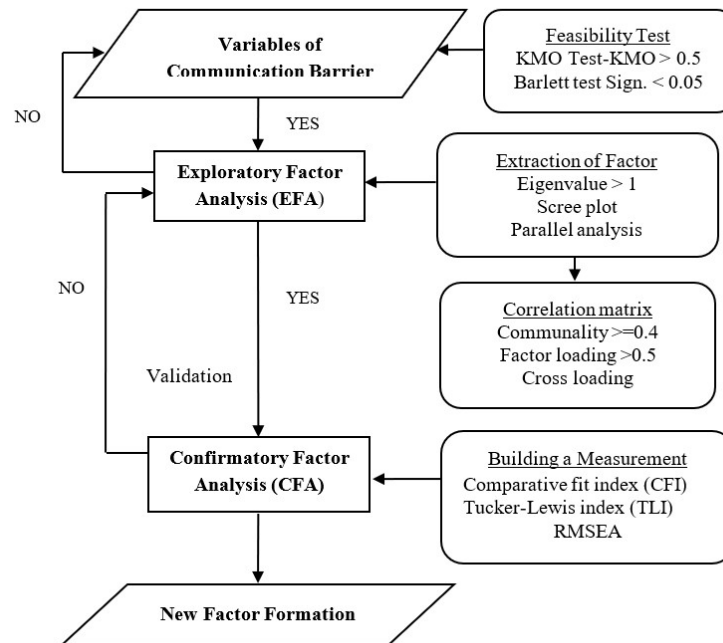 Variables of
Communication Barrier
Feasibility Test
KMO Test-KMO > 0.5
Barlett test Sign. < 0.05
NO
YES
Exploratory Factor
Analysis (EFA)
Extraction of Factor
Eigenvalue > 1
Scree plot
Parallel analysis
NO
YES
Correlation matrix
Communality >=0.4
Factor loading >0.5
Cross loading
Validation
Confirmatory Factor
Analysis (CFA)
Building a Measurement
Comparative fit index (CFI)
Tucker-Lewis index (TLI)
RMSEA
New Factor Formation